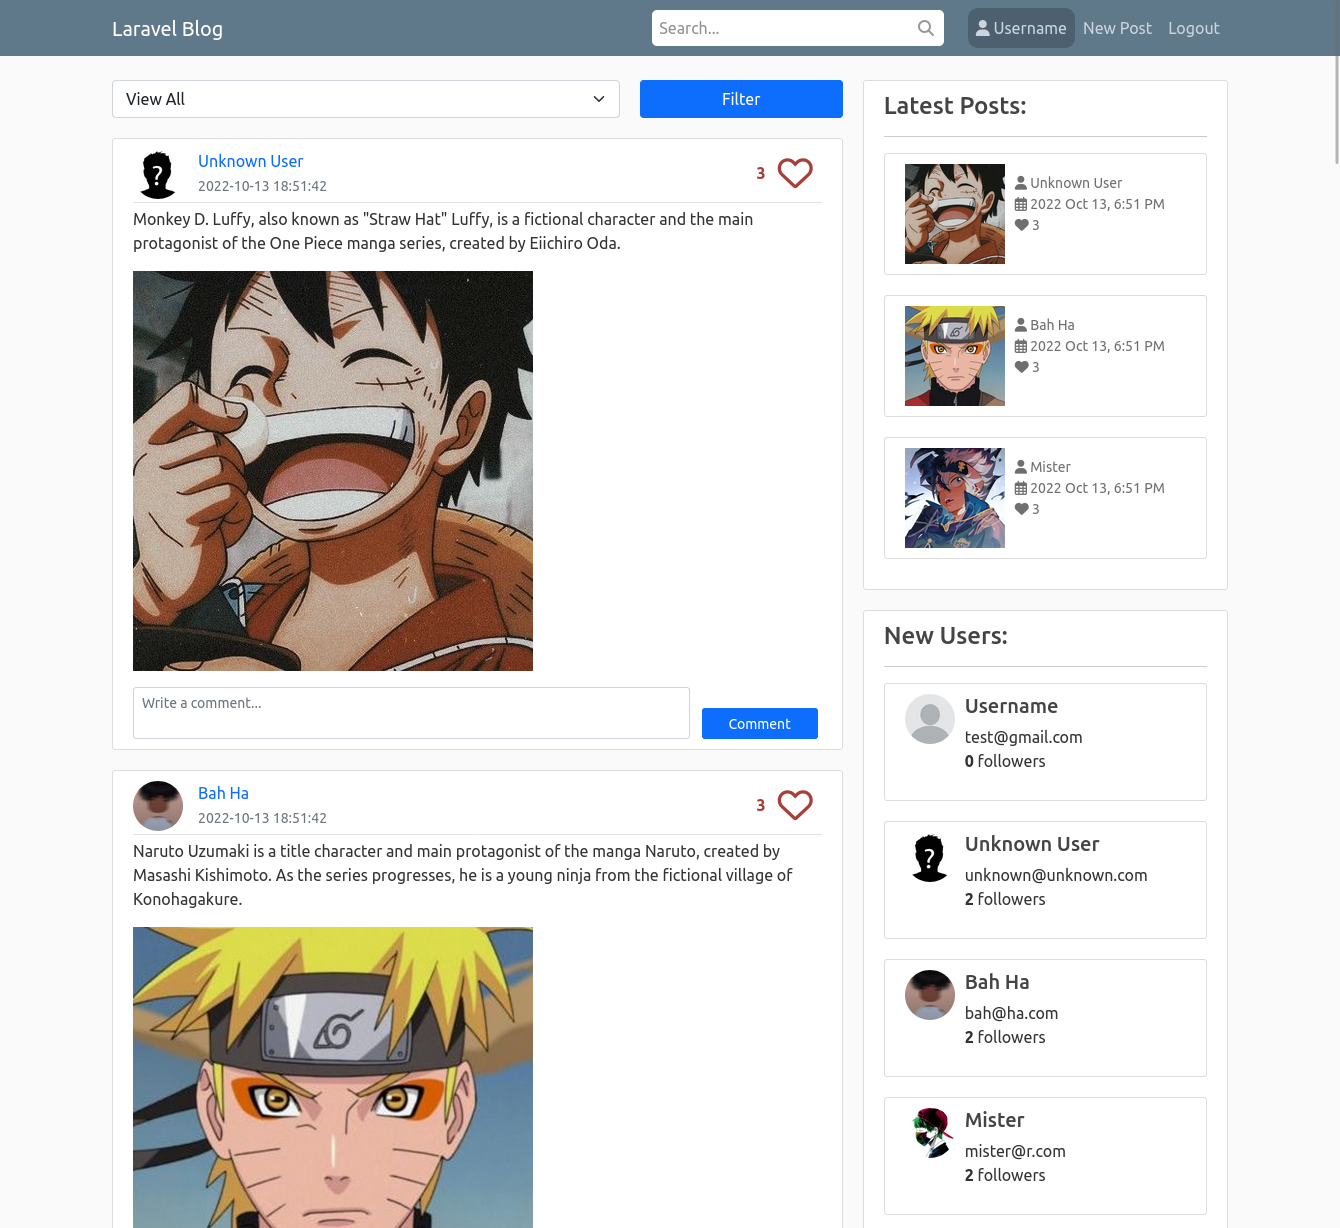 Laravel Blog
Search...
Username
New Post
Logout
View All
Filter
Unknown User
2022-10-13 18:51:42
3
Monkey D. Luffy, also known as "Straw Hat" Luffy, is a fictional character and the main
protagonist of the One Piece manga series, created by Eiichiro Oda.
Write a comment...
Comment
Bah Ha
2022-10-13 18:51:42
3
Naruto Uzumaki is a title character and main protagonist of the manga Naruto, created by
Masashi Kishimoto. As the series progresses, he is a young ninja from the fictional village of
Konohagakure.
Latest Posts:
Unknown User
2022 Oct 13, 6:51 PM
3
Bah Ha
2022 Oct 13, 6:51 PM
3
Mister
2022 Oct 13, 6:51 PM
3
New Users:
Username
test@gmail.com
0 followers
?
Unknown User
unknown@unknown.com
2 followers
Bah Ha
bah@ha.com
2 followers
Mister
mister@r.com
2 followers